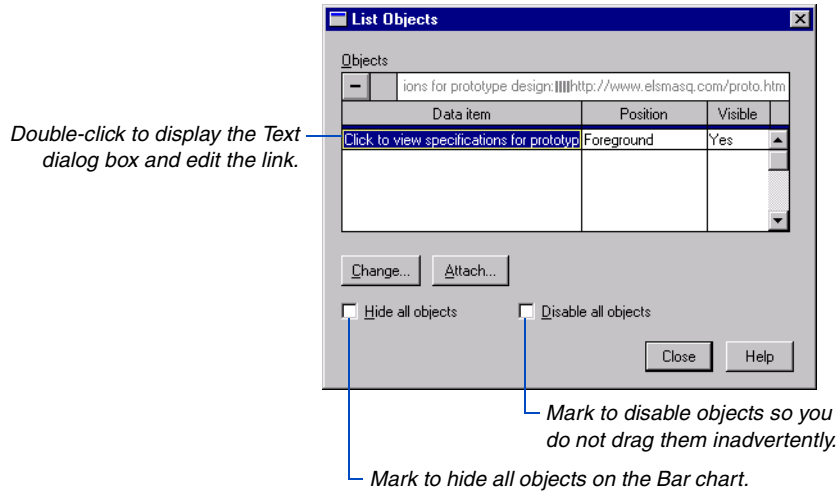 List Objects
Objects
ions for prototype design:||||http://www.elsmasq.com/proto.htm
Data item Position Visible
Double-click to display the Text
dialog box and edit the link.
Click to view specifications for prototyp Foreground Yes
Change... Attach...
Hide all objects Disable all objects
Close Help
Mark to disable objects so you
do not drag them inadvertently.
Mark to hide all objects on the Bar chart.